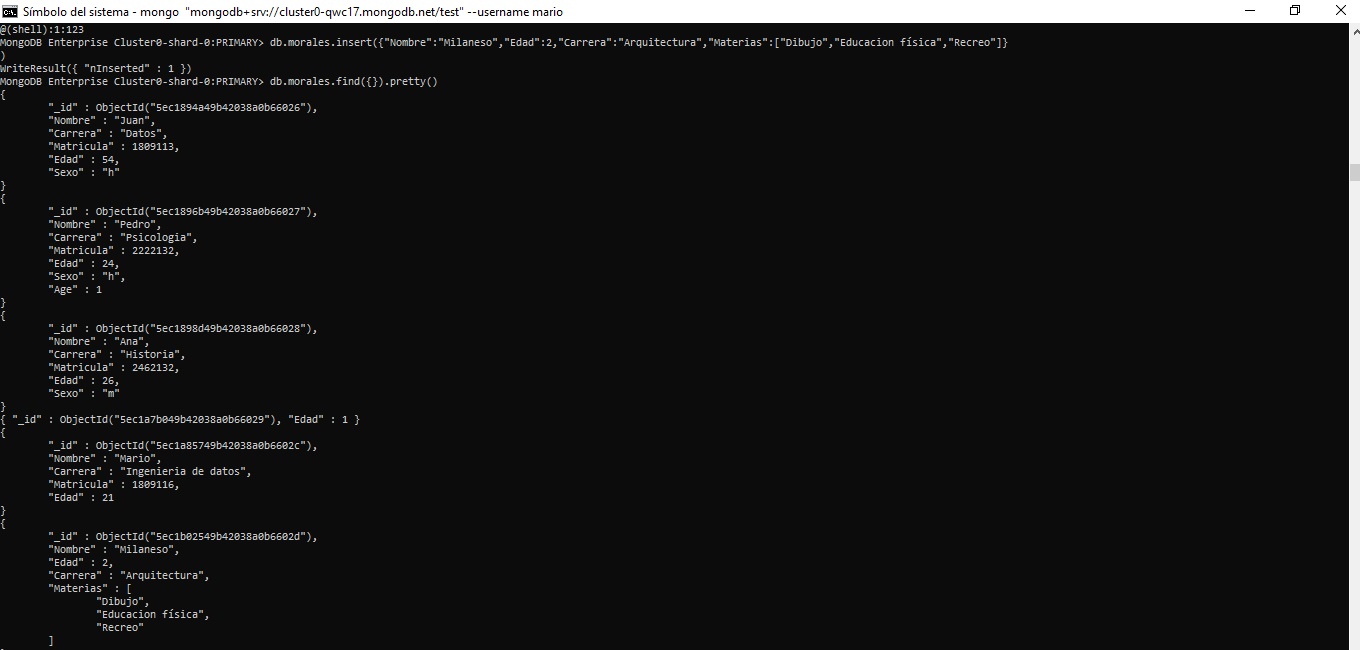 Símbolo del sistema - mongo "mongodb+srv://cluster0-qwc17.mongodb.net/test" --username mario
@(shell):1:123
MongoDB Enterprise Cluster0-shard-0:PRIMARY> db.morales.insert({"Nombre":"Milaneso","Edad":2,"Carrera":"Arquitectura","Materias":["Dibujo","Educacion física","Recreo"]}
)
WriteResult({ "nInserted" : 1 })
MongoDB Enterprise Cluster0-shard-0:PRIMARY> db.morales.find({}).pretty()
{
        "_id" : ObjectId("5ec1894a49b42038a0b66026"),
        "Nombre" : "Juan",
        "Carrera" : "Datos",
        "Matricula" : 1809113,
        "Edad" : 54,
        "Sexo" : "h"
}
{
        "_id" : ObjectId("5ec1896b49b42038a0b66027"),
        "Nombre" : "Pedro",
        "Carrera" : "Psicologia",
        "Matricula" : 2222132,
        "Edad" : 24,
        "Sexo" : "h",
        "Age" : 1
}
{
        "_id" : ObjectId("5ec1898d49b42038a0b66028"),
        "Nombre" : "Ana",
        "Carrera" : "Historia",
        "Matricula" : 2462132,
        "Edad" : 26,
        "Sexo" : "m"
}
{ "_id" : ObjectId("5ec1a7b049b42038a0b66029"), "Edad" : 1 }
{
        "_id" : ObjectId("5ec1a85749b42038a0b6602c"),
        "Nombre" : "Mario",
        "Carrera" : "Ingenieria de datos",
        "Matricula" : 1809116,
        "Edad" : 21
}
{
        "_id" : ObjectId("5ec1b02549b42038a0b6602d"),
        "Nombre" : "Milaneso",
        "Edad" : 2,
        "Carrera" : "Arquitectura",
        "Materias" : [
                "Dibujo",
                "Educacion física",
                "Recreo"
        ]